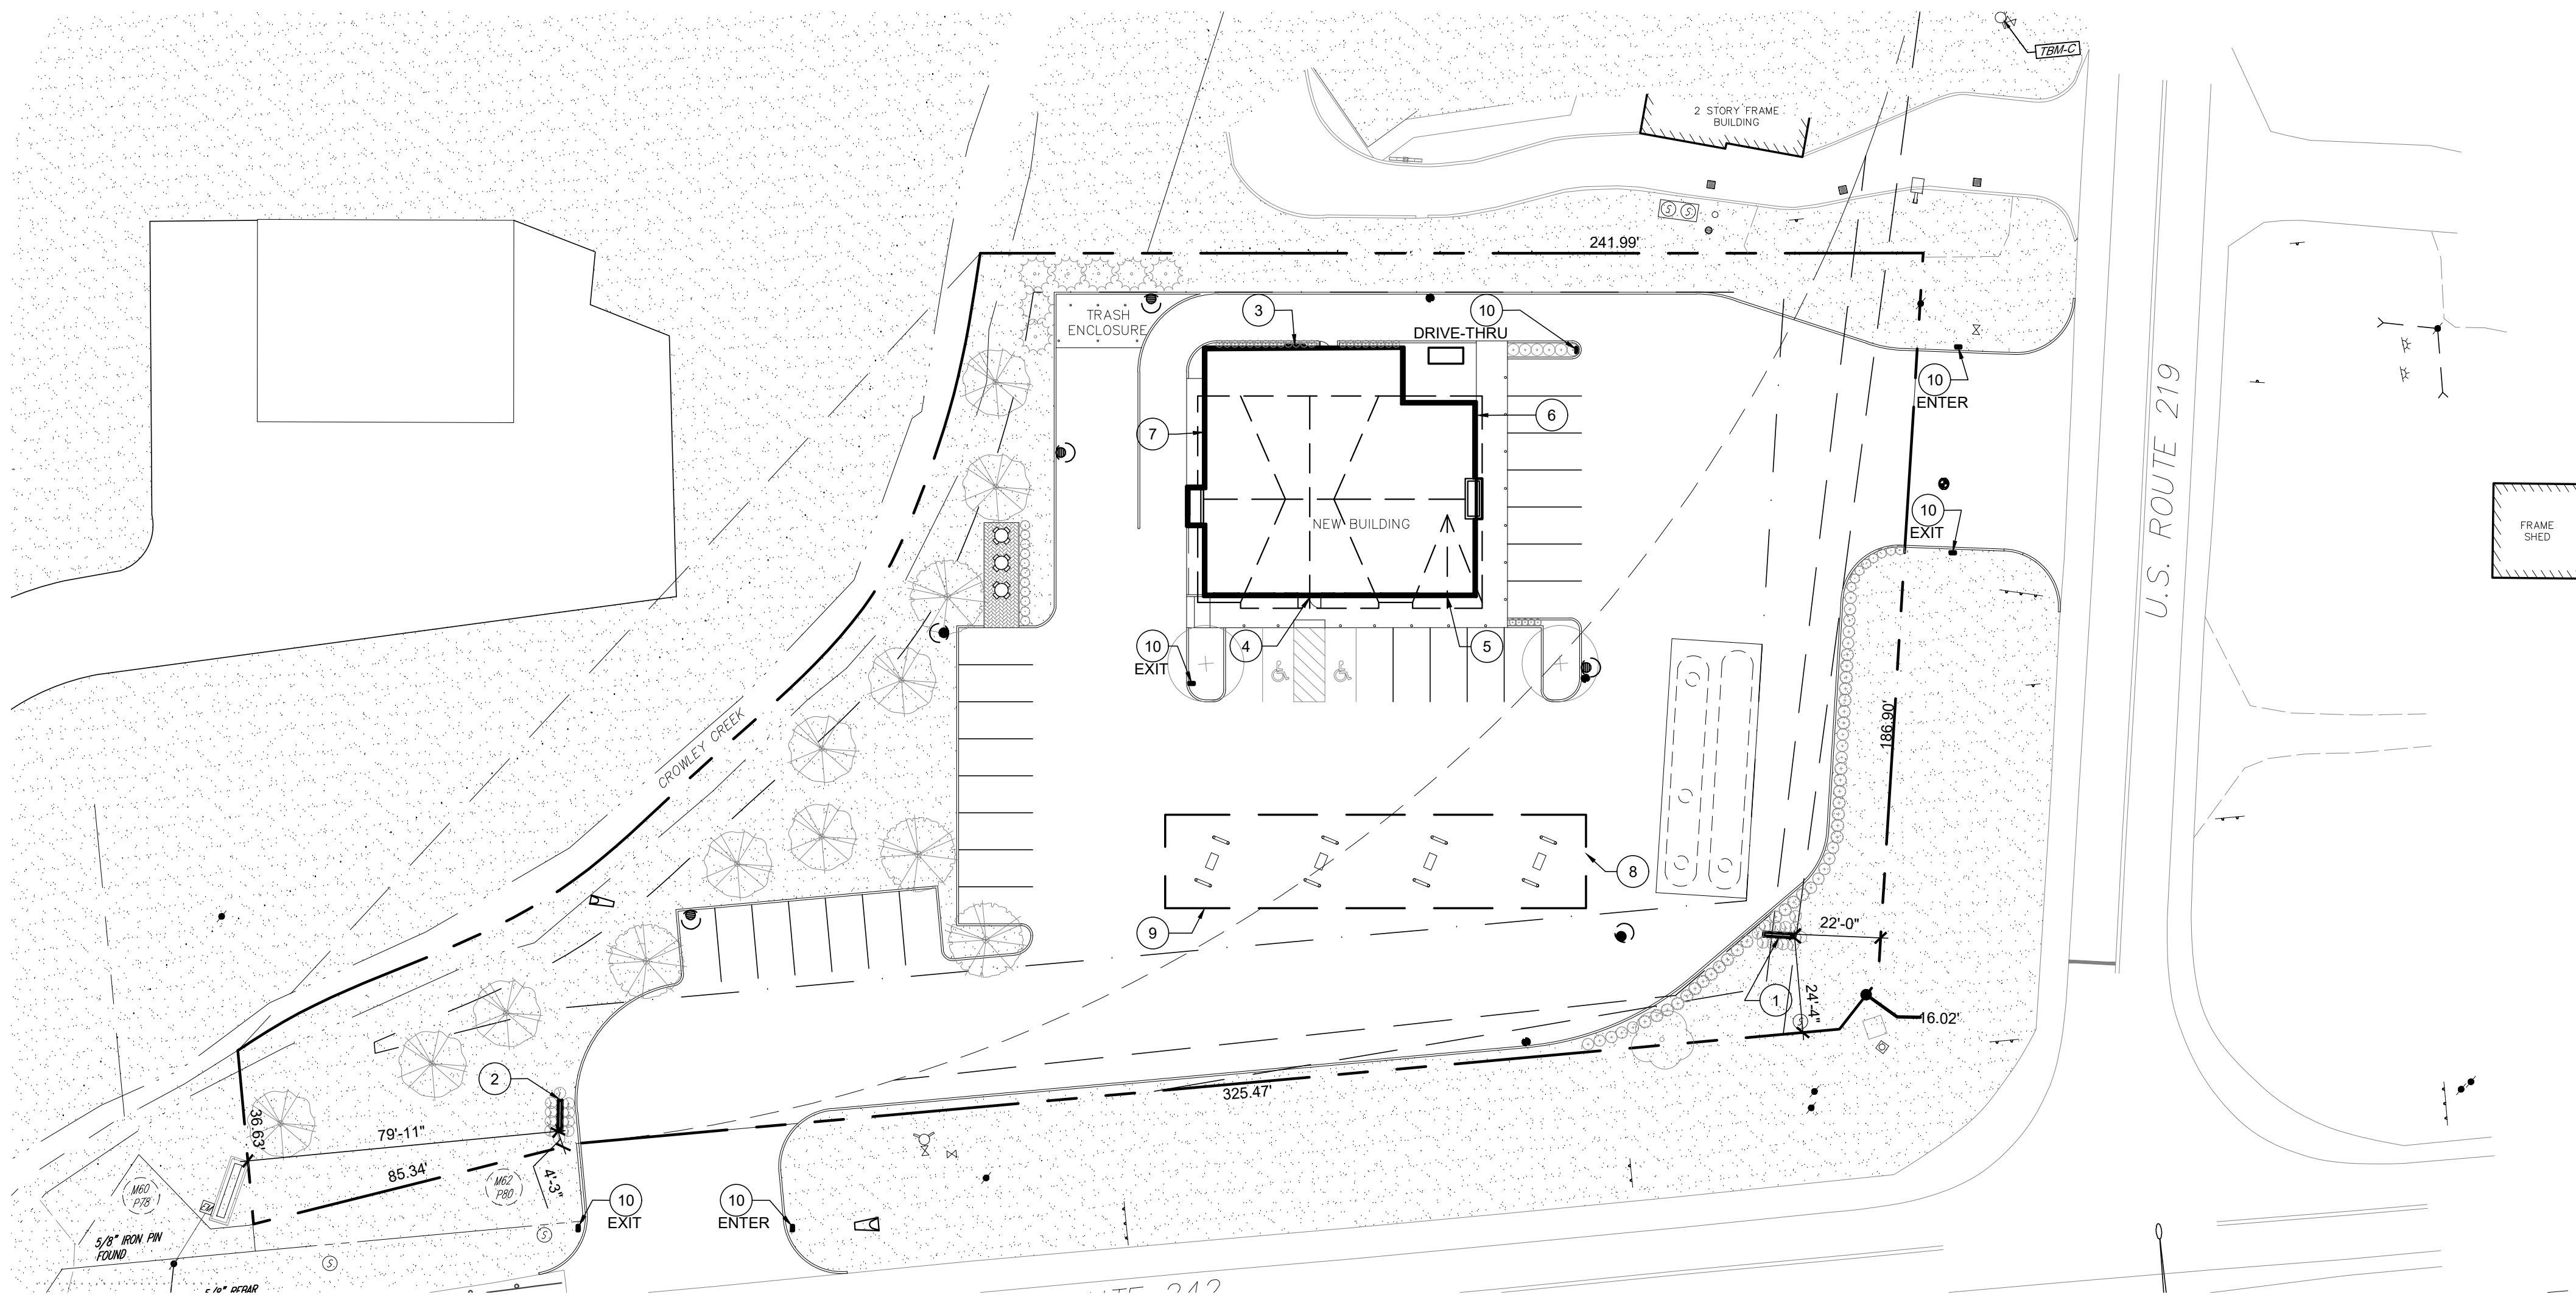 TBM-C
2 STORY FRAME
BUILDING
241.99'
TRASH
ENCLOSURE
3
10
DRIVE-THRU
10
ENTER
6
7
U.S. ROUTE 219
10
EXIT
NEW BUILDING
FRAME
SHED
10
EXIT
4
5
CROWLEY CREEK
186.90'
8
9
22'-0"
1
24'-4"
16.02'
S
S
S
2
325.47'
36.63'
79'-11"
85.34'
4'-3"
M60
P78
M62
P80
10
EXIT
10
ENTER
5/8" IRON PIN
FOUND
S
S
5/8" REBAR
242